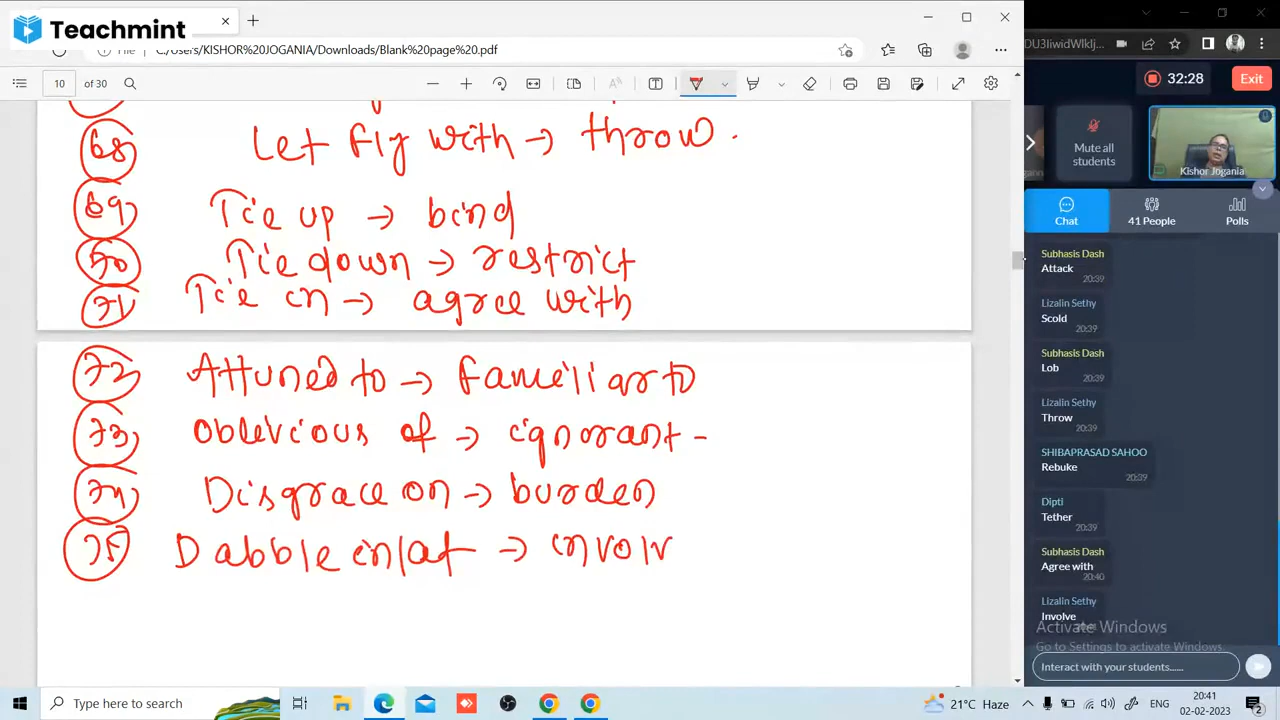 Teachmint
C:/Users/KISHOR%20JOGANIA/Downloads/Blank%20page%20.pdf
10 of 30
68 Let fly with → throw .
69 Tie up → bind
70 Tie down → restrict
71 Tie in → agree with
72 Attuned to → familiar to
73 Oblivious of → ignorant -
74 Disgrace on → burden
75 Dabble in/at → involv
DU3IiwidWlkIj...
32:28
Exit
Mute all
students
Kishor Jogania
Chat
41 People
Polls
Subhasis Dash
Attack
20:39
Lizalin Sethy
Scold
20:39
Subhasis Dash
Lob
20:39
Lizalin Sethy
Throw
20:39
SHIBAPRASAD SAHOO
Rebuke
20:39
Dipti
Tether
20:39
Subhasis Dash
Agree with
20:40
Lizalin Sethy
Involve
Activate Windows
Go to Settings to activate Windows.
Interact with your students......
Type here to search
21°C Haze
ENG
20:41
02-02-2023
2